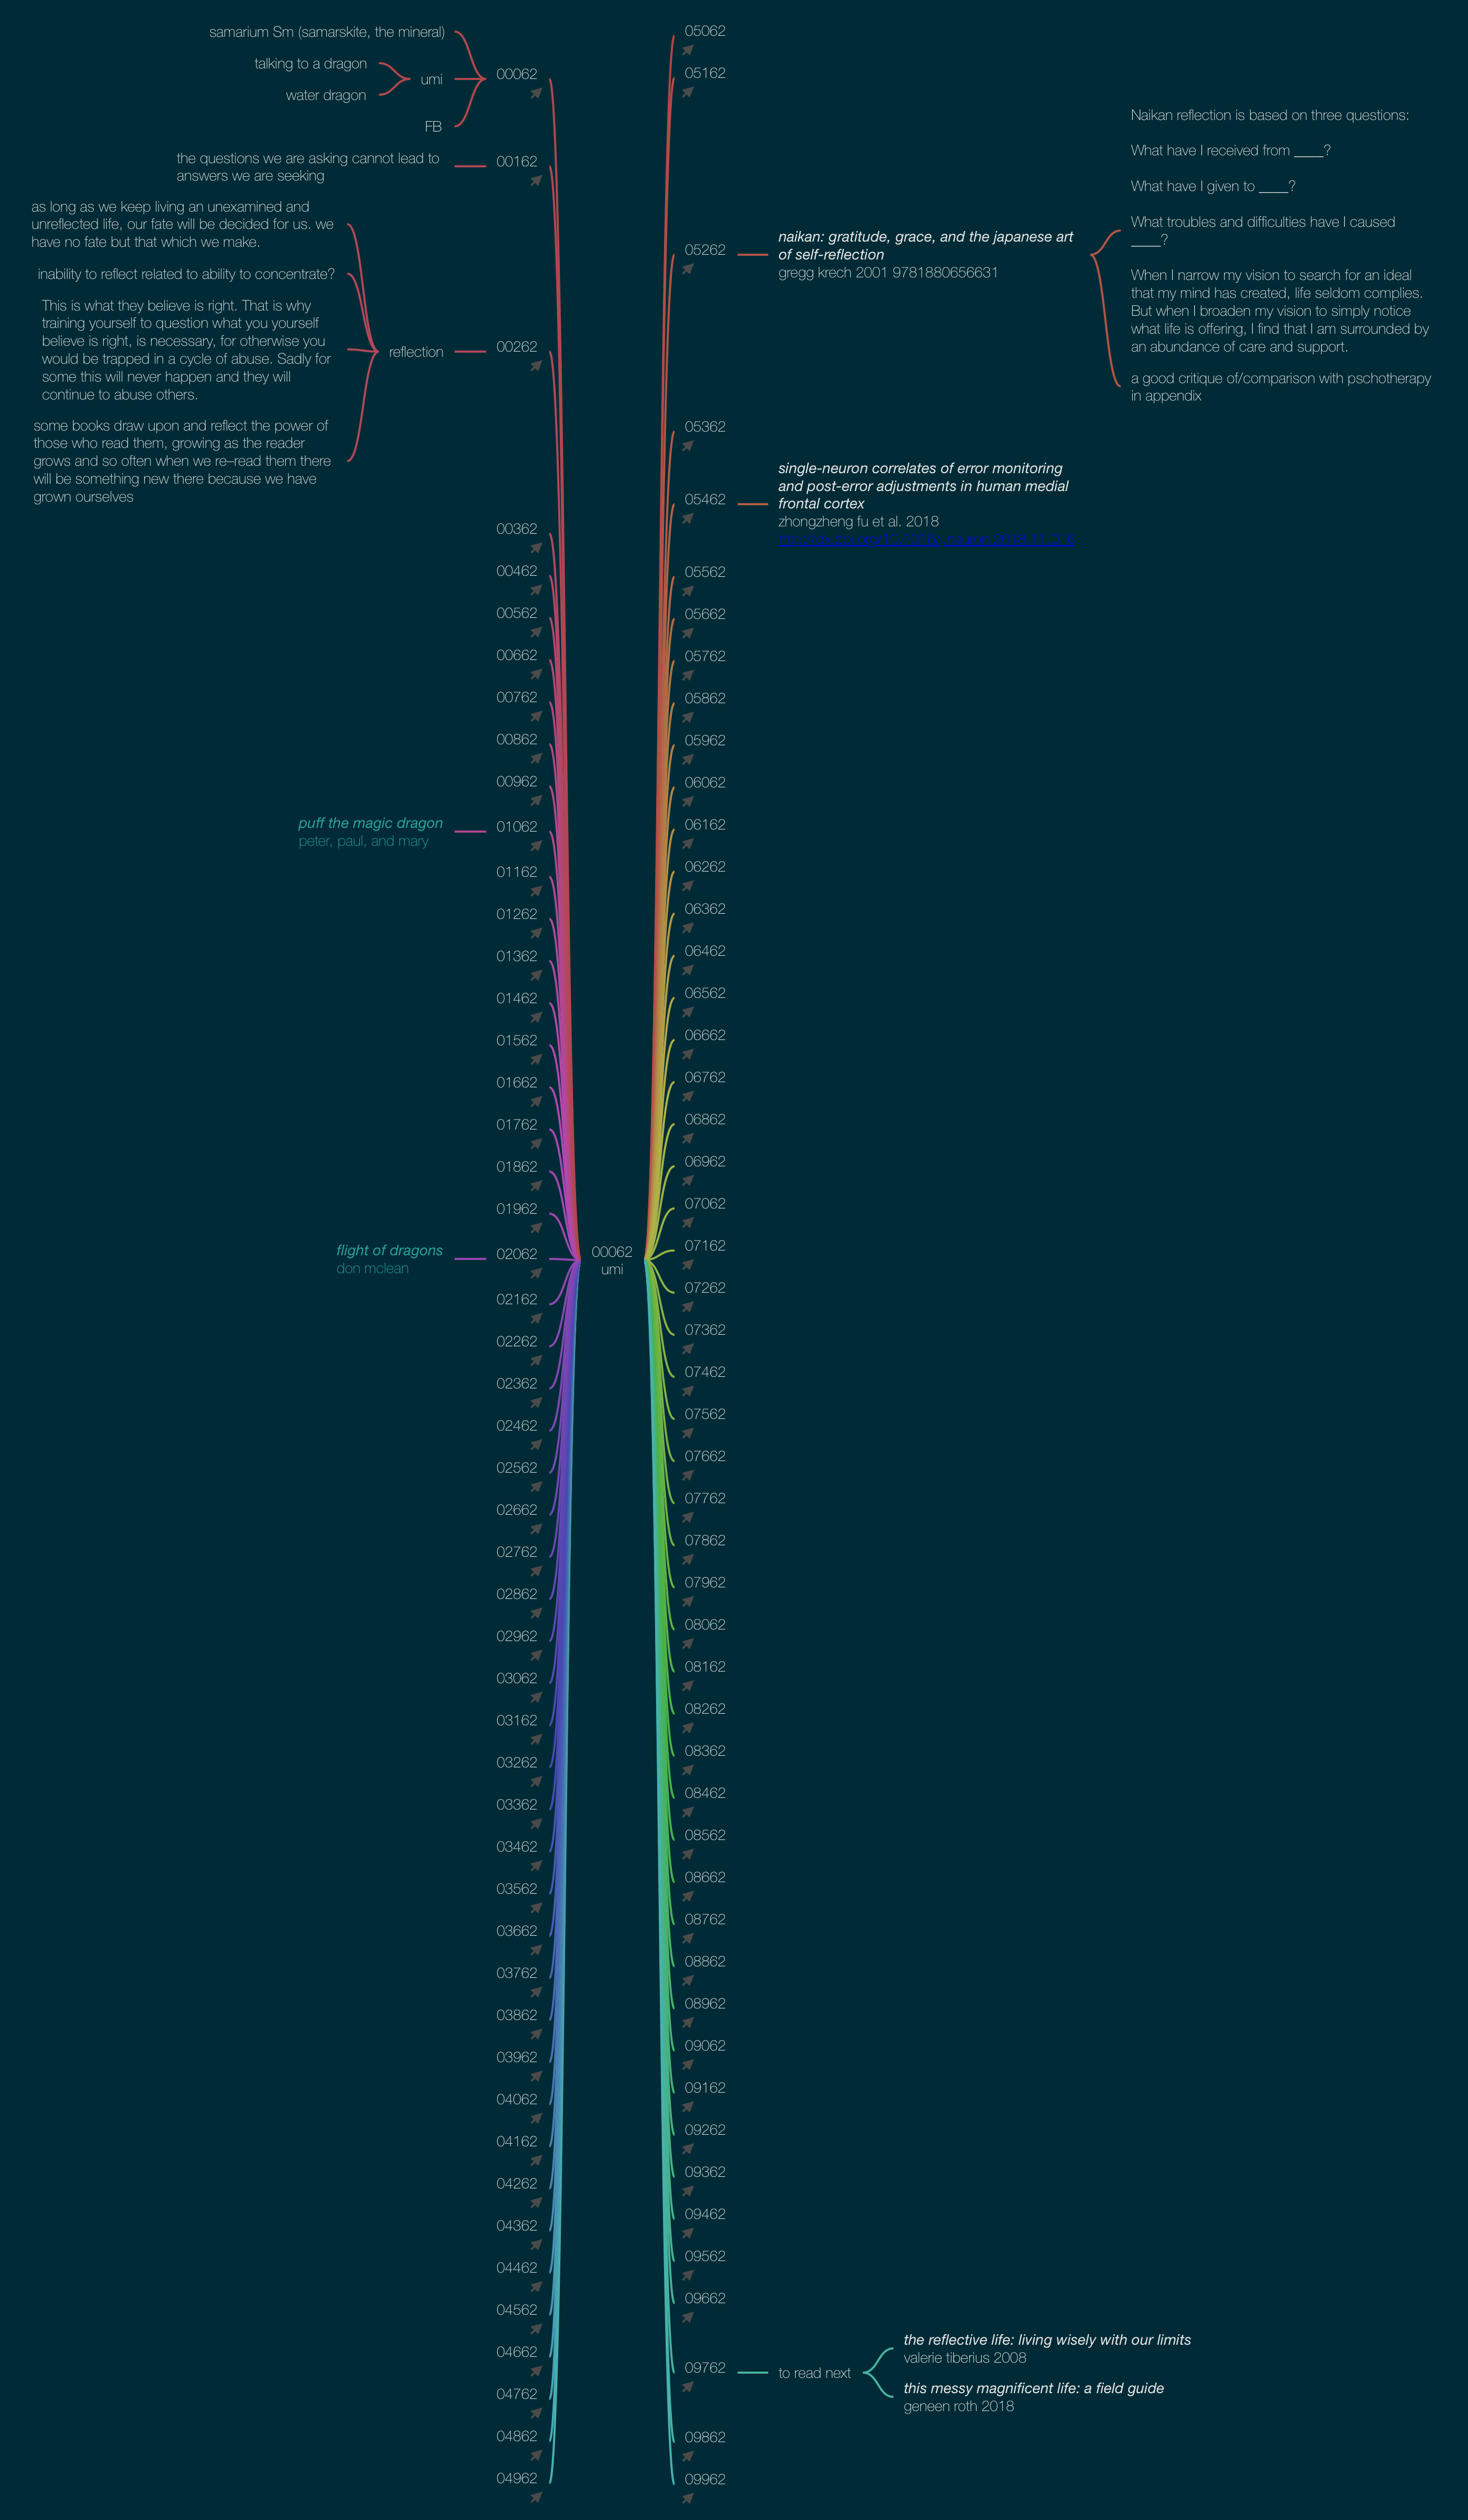 samarium Sm (samarskite, the mineral)
talking to a dragon
water dragon
umi
FB
00062
the questions we are asking cannot lead to
answers we are seeking
00162
as long as we keep living an unexamined and
unreflected life, our fate will be decided for us. we
have no fate but that which we make.
inability to reflect related to ability to concentrate?
This is what they believe is right. That is why
training yourself to question what you yourself
believe is right, is necessary, for otherwise you
would be trapped in a cycle of abuse. Sadly for
some this will never happen and they will
continue to abuse others.
some books draw upon and reflect the power of
those who read them, growing as the reader
grows and so often when we re–read them there
will be something new there because we have
grown ourselves
reflection
00262
00362
00462
00562
00662
00762
00862
00962
puff the magic dragon
peter, paul, and mary
01062
01162
01262
01362
01462
01562
01662
01762
01862
01962
flight of dragons
don mclean
02062
02162
02262
02362
02462
02562
02662
02762
02862
02962
03062
03162
03262
03362
03462
03562
03662
03762
03862
03962
04062
04162
04262
04362
04462
04562
04662
04762
04862
04962
00062
umi
05062
05162
05262
naikan: gratitude, grace, and the japanese art
of self-reflection
gregg krech 2001 9781880656631
Naikan reflection is based on three questions:
What have I received from ____?
What have I given to ____?
What troubles and difficulties have I caused
____?
When I narrow my vision to search for an ideal
that my mind has created, life seldom complies.
But when I broaden my vision to simply notice
what life is offering, I find that I am surrounded by
an abundance of care and support.
a good critique of/comparison with pschotherapy
in appendix
05362
05462
single-neuron correlates of error monitoring
and post-error adjustments in human medial
frontal cortex
zhongzheng fu et al. 2018
05562
05662
05762
05862
05962
06062
06162
06262
06362
06462
06562
06662
06762
06862
06962
07062
07162
07262
07362
07462
07562
07662
07762
07862
07962
08062
08162
08262
08362
08462
08562
08662
08762
08862
08962
09062
09162
09262
09362
09462
09562
09662
09762
to read next
the reflective life: living wisely with our limits
valerie tiberius 2008
this messy magnificent life: a field guide
geneen roth 2018
09862
09962